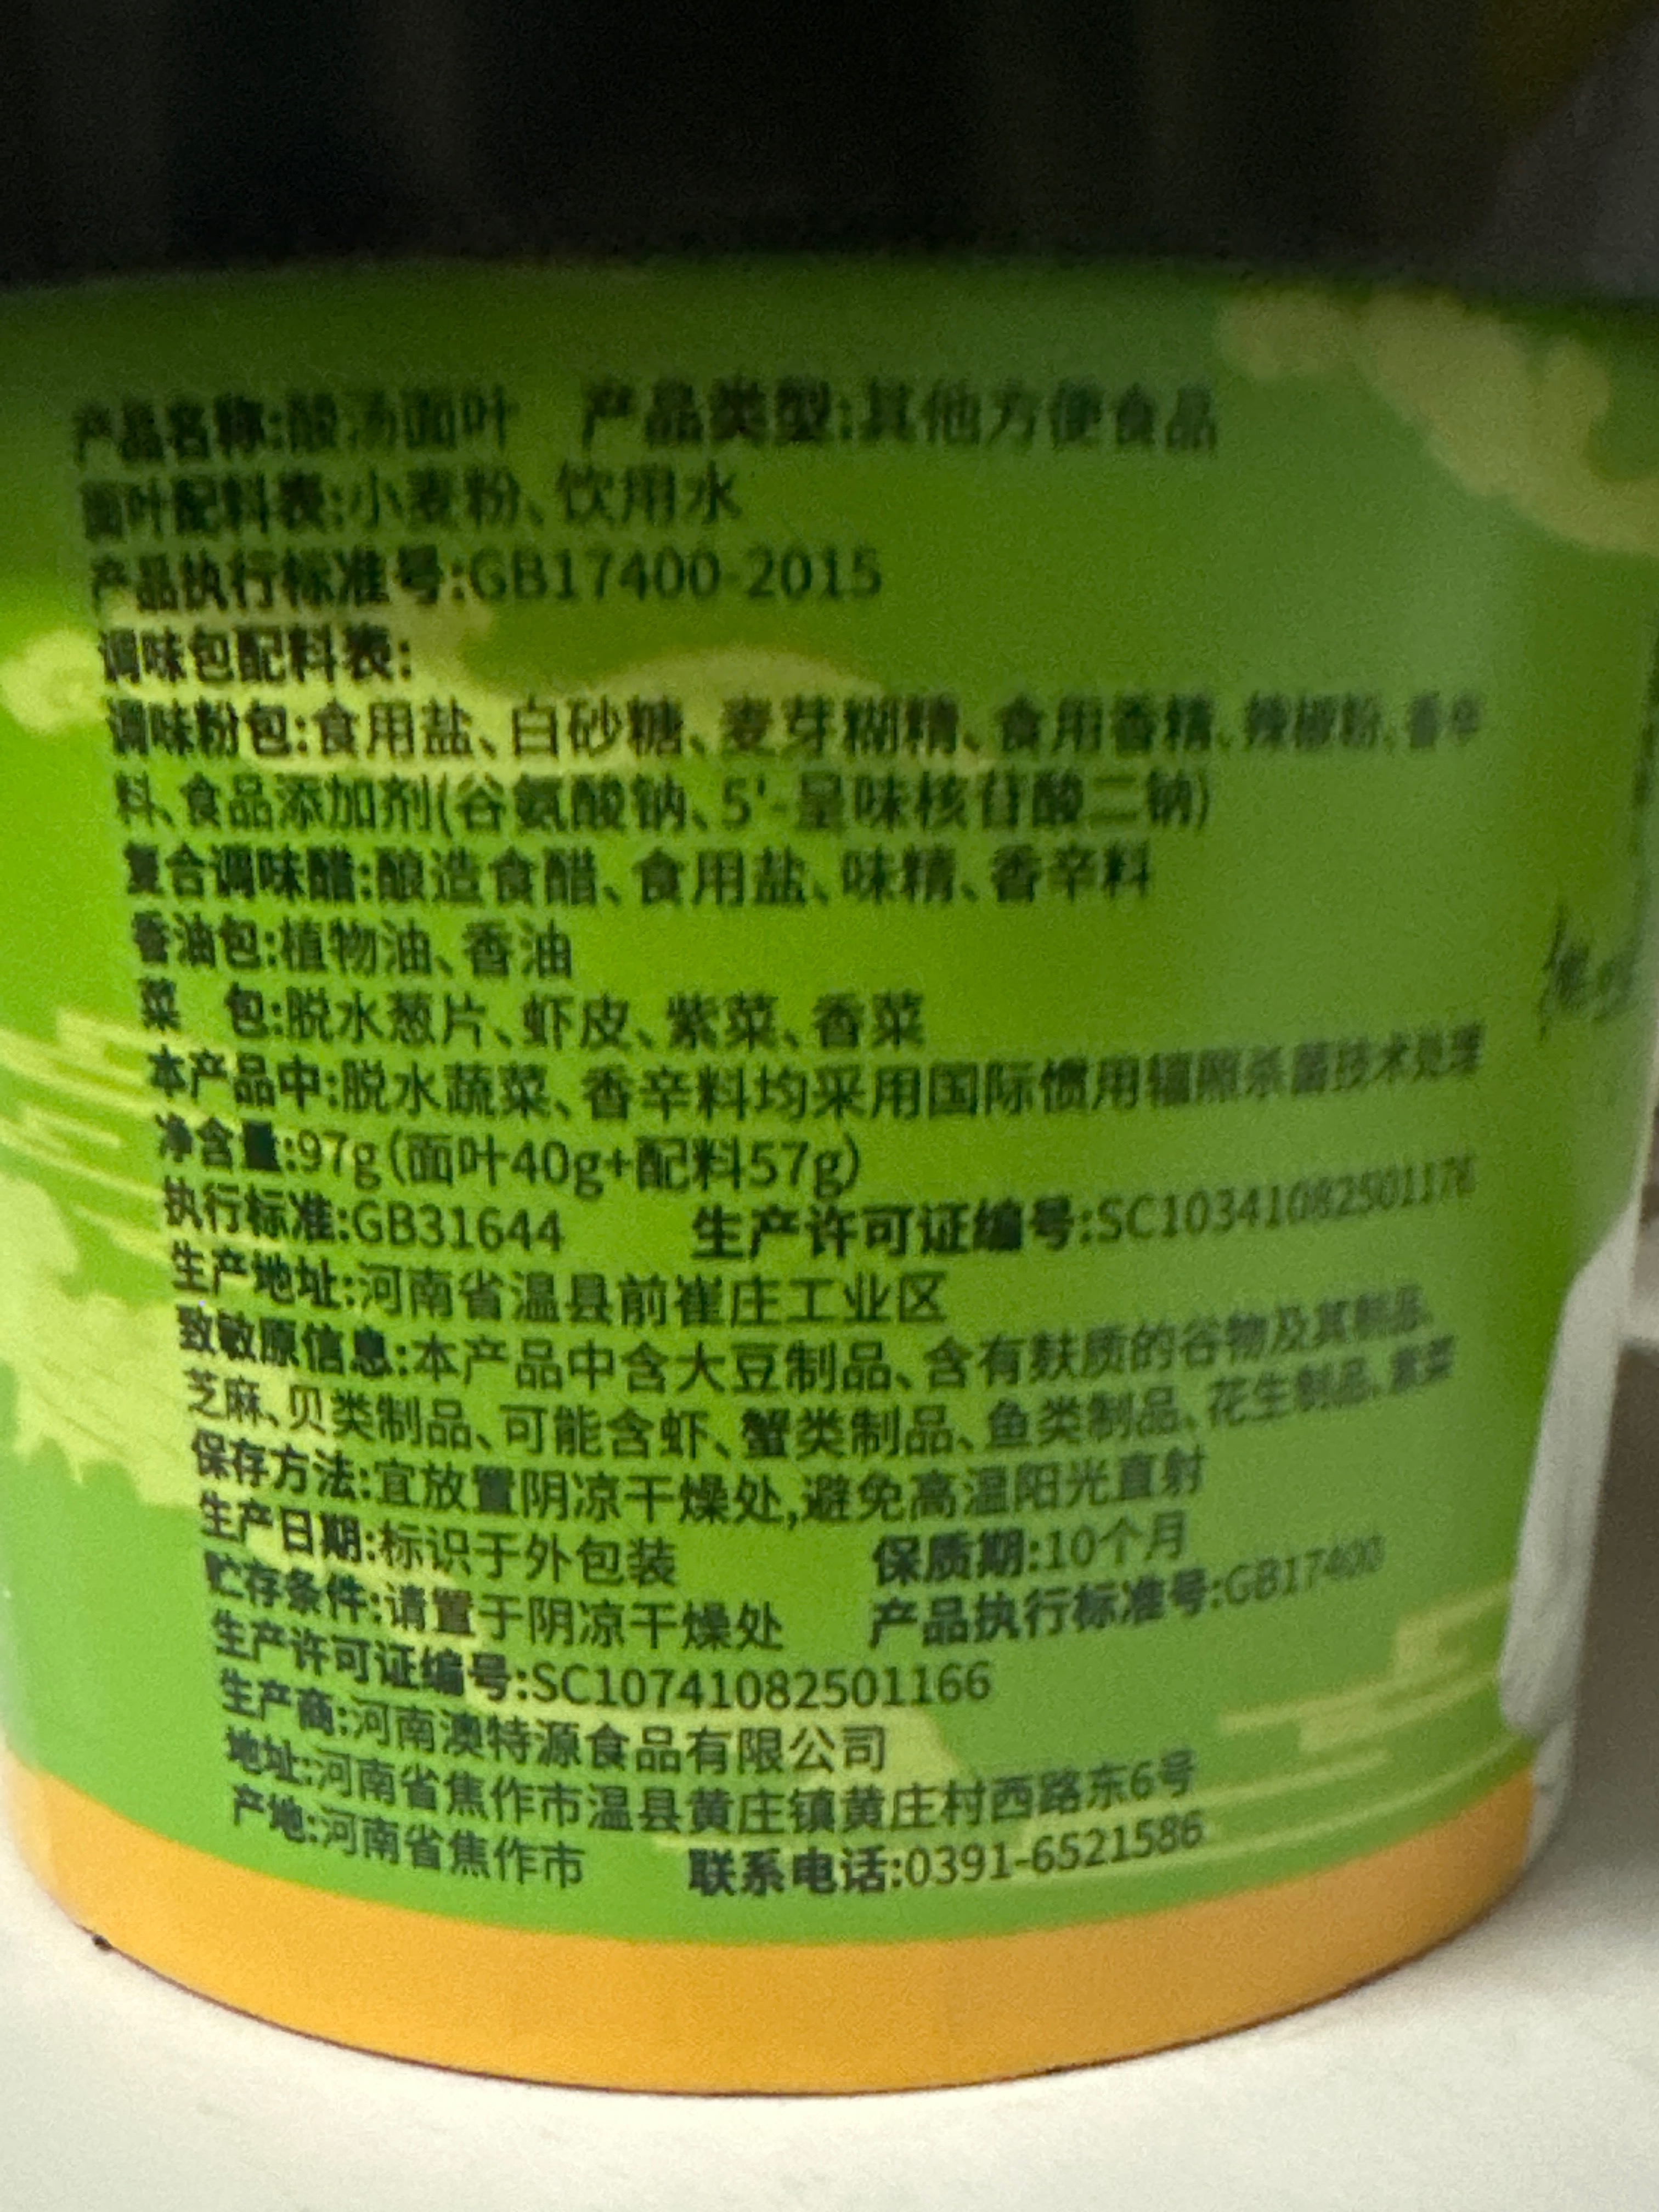 产品名称:酸汤面叶 产品类型:其他方便食品
面叶配料表:小麦粉、饮用水
产品执行标准号:GB17400-2015
调味包配料表:
调味粉包:食用盐、白砂糖、麦芽糊精、食用香精、辣椒粉、香辛
料、食品添加剂(谷氨酸钠、5'-呈味核苷酸二钠)
复合调味醋:酿造食醋、食用盐、味精、香辛料
香油包:植物油、香油
菜 包:脱水葱片、虾皮、紫菜、香菜
本产品中:脱水蔬菜、香辛料均采用国际惯用辐照杀菌技术处理
净含量:97g(面叶40g+配料57g)
执行标准:GB31644 生产许可证编号:SC10341082501176
生产地址:河南省温县前崔庄工业区
致敏原信息:本产品中含大豆制品、含有麸质的谷物及其制品、
芝麻、贝类制品、可能含虾、蟹类制品、鱼类制品、花生制品、
保存方法:宜放置阴凉干燥处,避免高温阳光直射
生产日期:标识于外包装 保质期:10个月
贮存条件:请置于阴凉干燥处 产品执行标准号:GB17400
生产许可证编号:SC10741082501166
生产商:河南澳特源食品有限公司
地址:河南省焦作市温县黄庄镇黄庄村西路东6号
产地:河南省焦作市 联系电话:0391-6521586